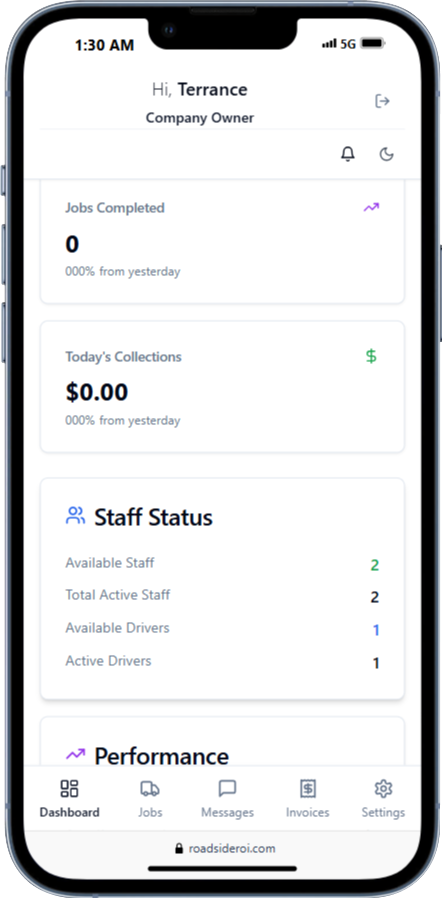 1:30 AM
5G
Hi, Terrance
Company Owner
Jobs Completed
0
000% from yesterday
Today's Collections
$
$0.00
000% from yesterday
Staff Status
Available Staff 2
Total Active Staff 2
Available Drivers 1
Active Drivers 1
Performance
Dashboard Jobs Messages Invoices Settings
roadsideroi.com